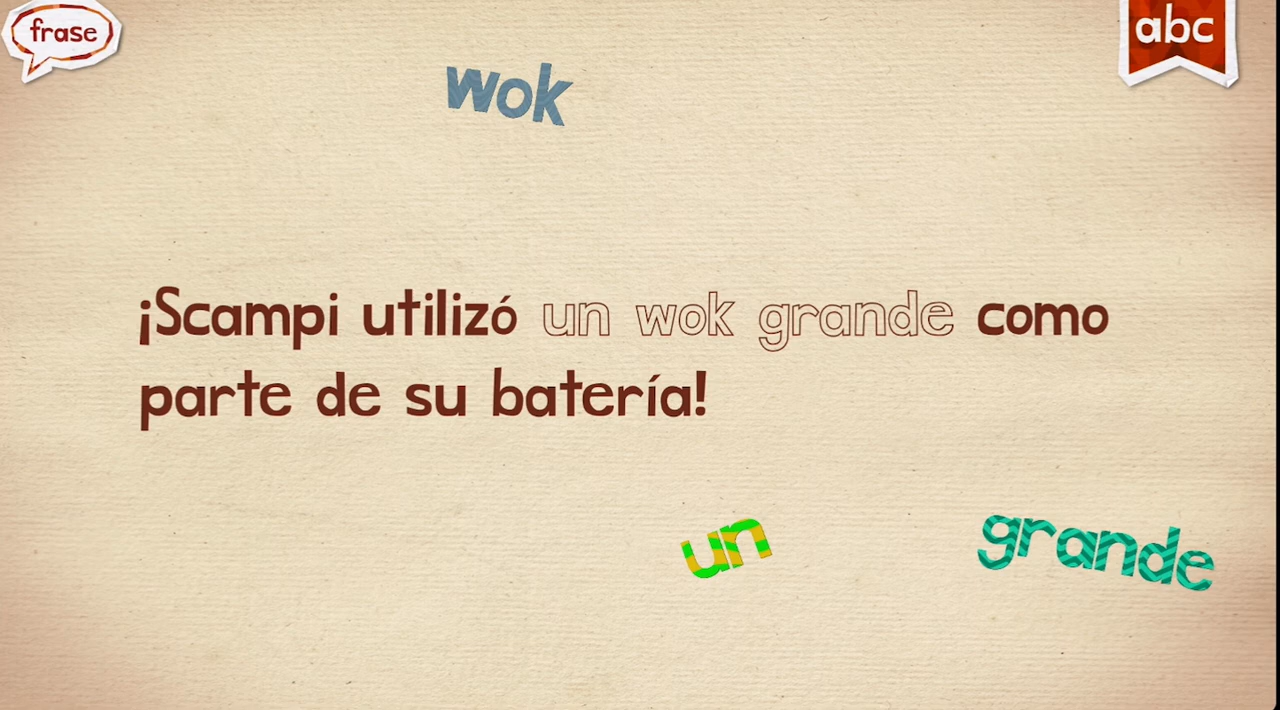 frase
abc
wok
¡Scampi utilizó un wok grande como
parte de su batería!
un
grande